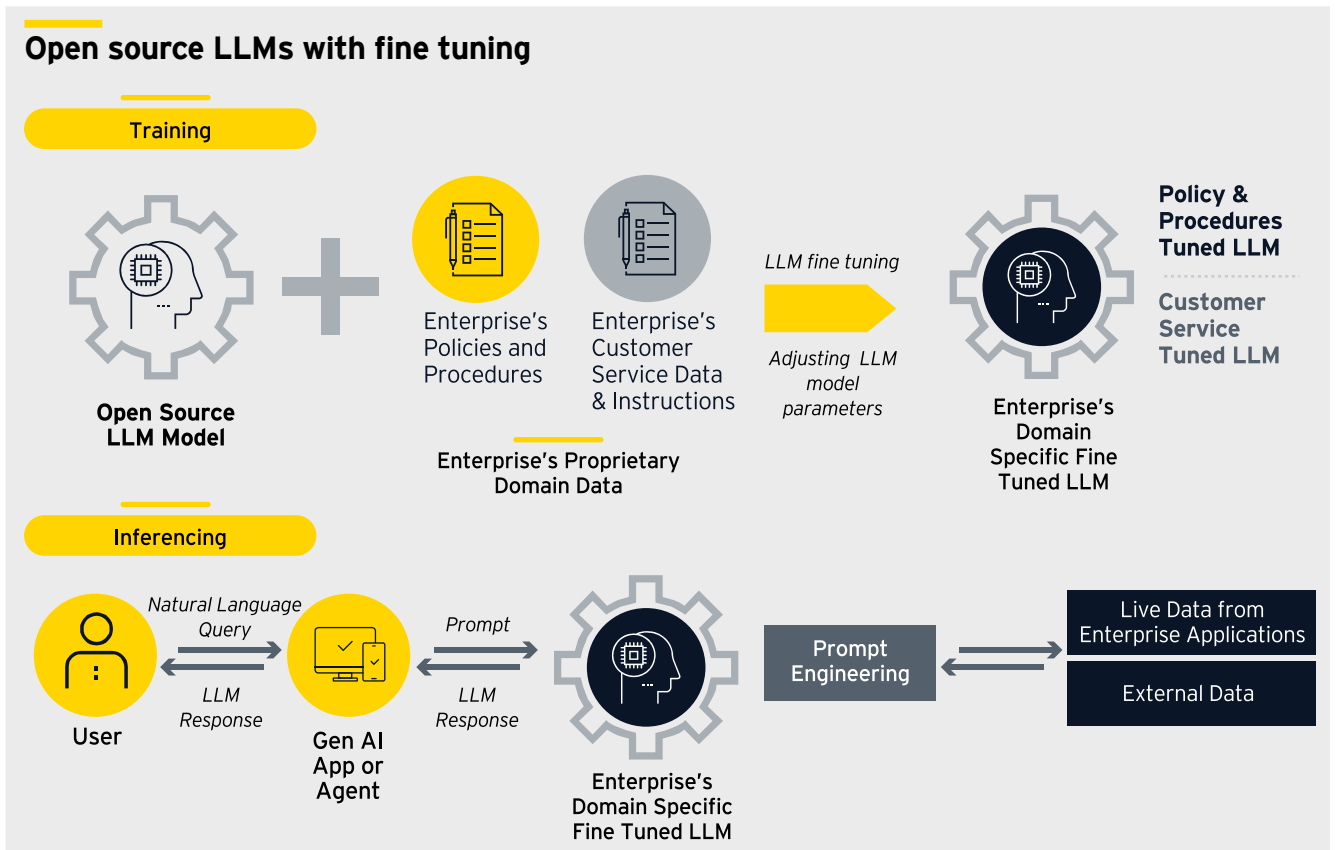 Open source LLMs with fine tuning
Training
Open Source
LLM Model
Enterprise's
Policies and
Procedures
Enterprise's
Customer
Service Data
& Instructions
Enterprise's Proprietary
Domain Data
LLM fine tuning
Adjusting LLM
model
parameters
Enterprise's
Domain
Specific Fine
Tuned LLM
Policy &
Procedures
Tuned LLM
Customer
Service
Tuned LLM
Inferencing
User
Natural Language
Query
LLM
Response
Gen AI
App or
Agent
Prompt
LLM
Response
Enterprise's
Domain Specific
Fine Tuned LLM
Prompt
Engineering
Live Data from
Enterprise Applications
External Data